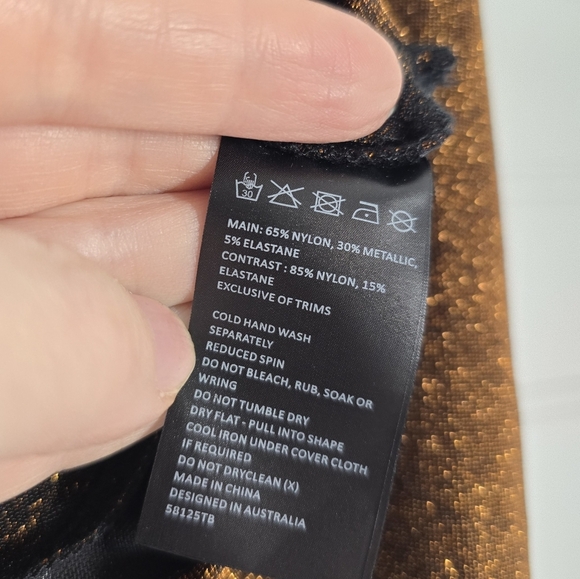 30
MAIN: 65% NYLON, 30% METALLIC,
5% ELASTANE
CONTRAST : 85% NYLON, 15%
ELASTANE
EXCLUSIVE OF TRIMS
COLD HAND WASH
SEPARATELY
REDUCED SPIN
DO NOT BLEACH, RUB, SOAK OR
WRING
DO NOT TUMBLE DRY
DRY FLAT - PULL INTO SHAPE
COOL IRON UNDER COVER CLOTH
IF REQUIRED
DO NOT DRYCLEAN (X)
MADE IN CHINA
DESIGNED IN AUSTRALIA
58125TB